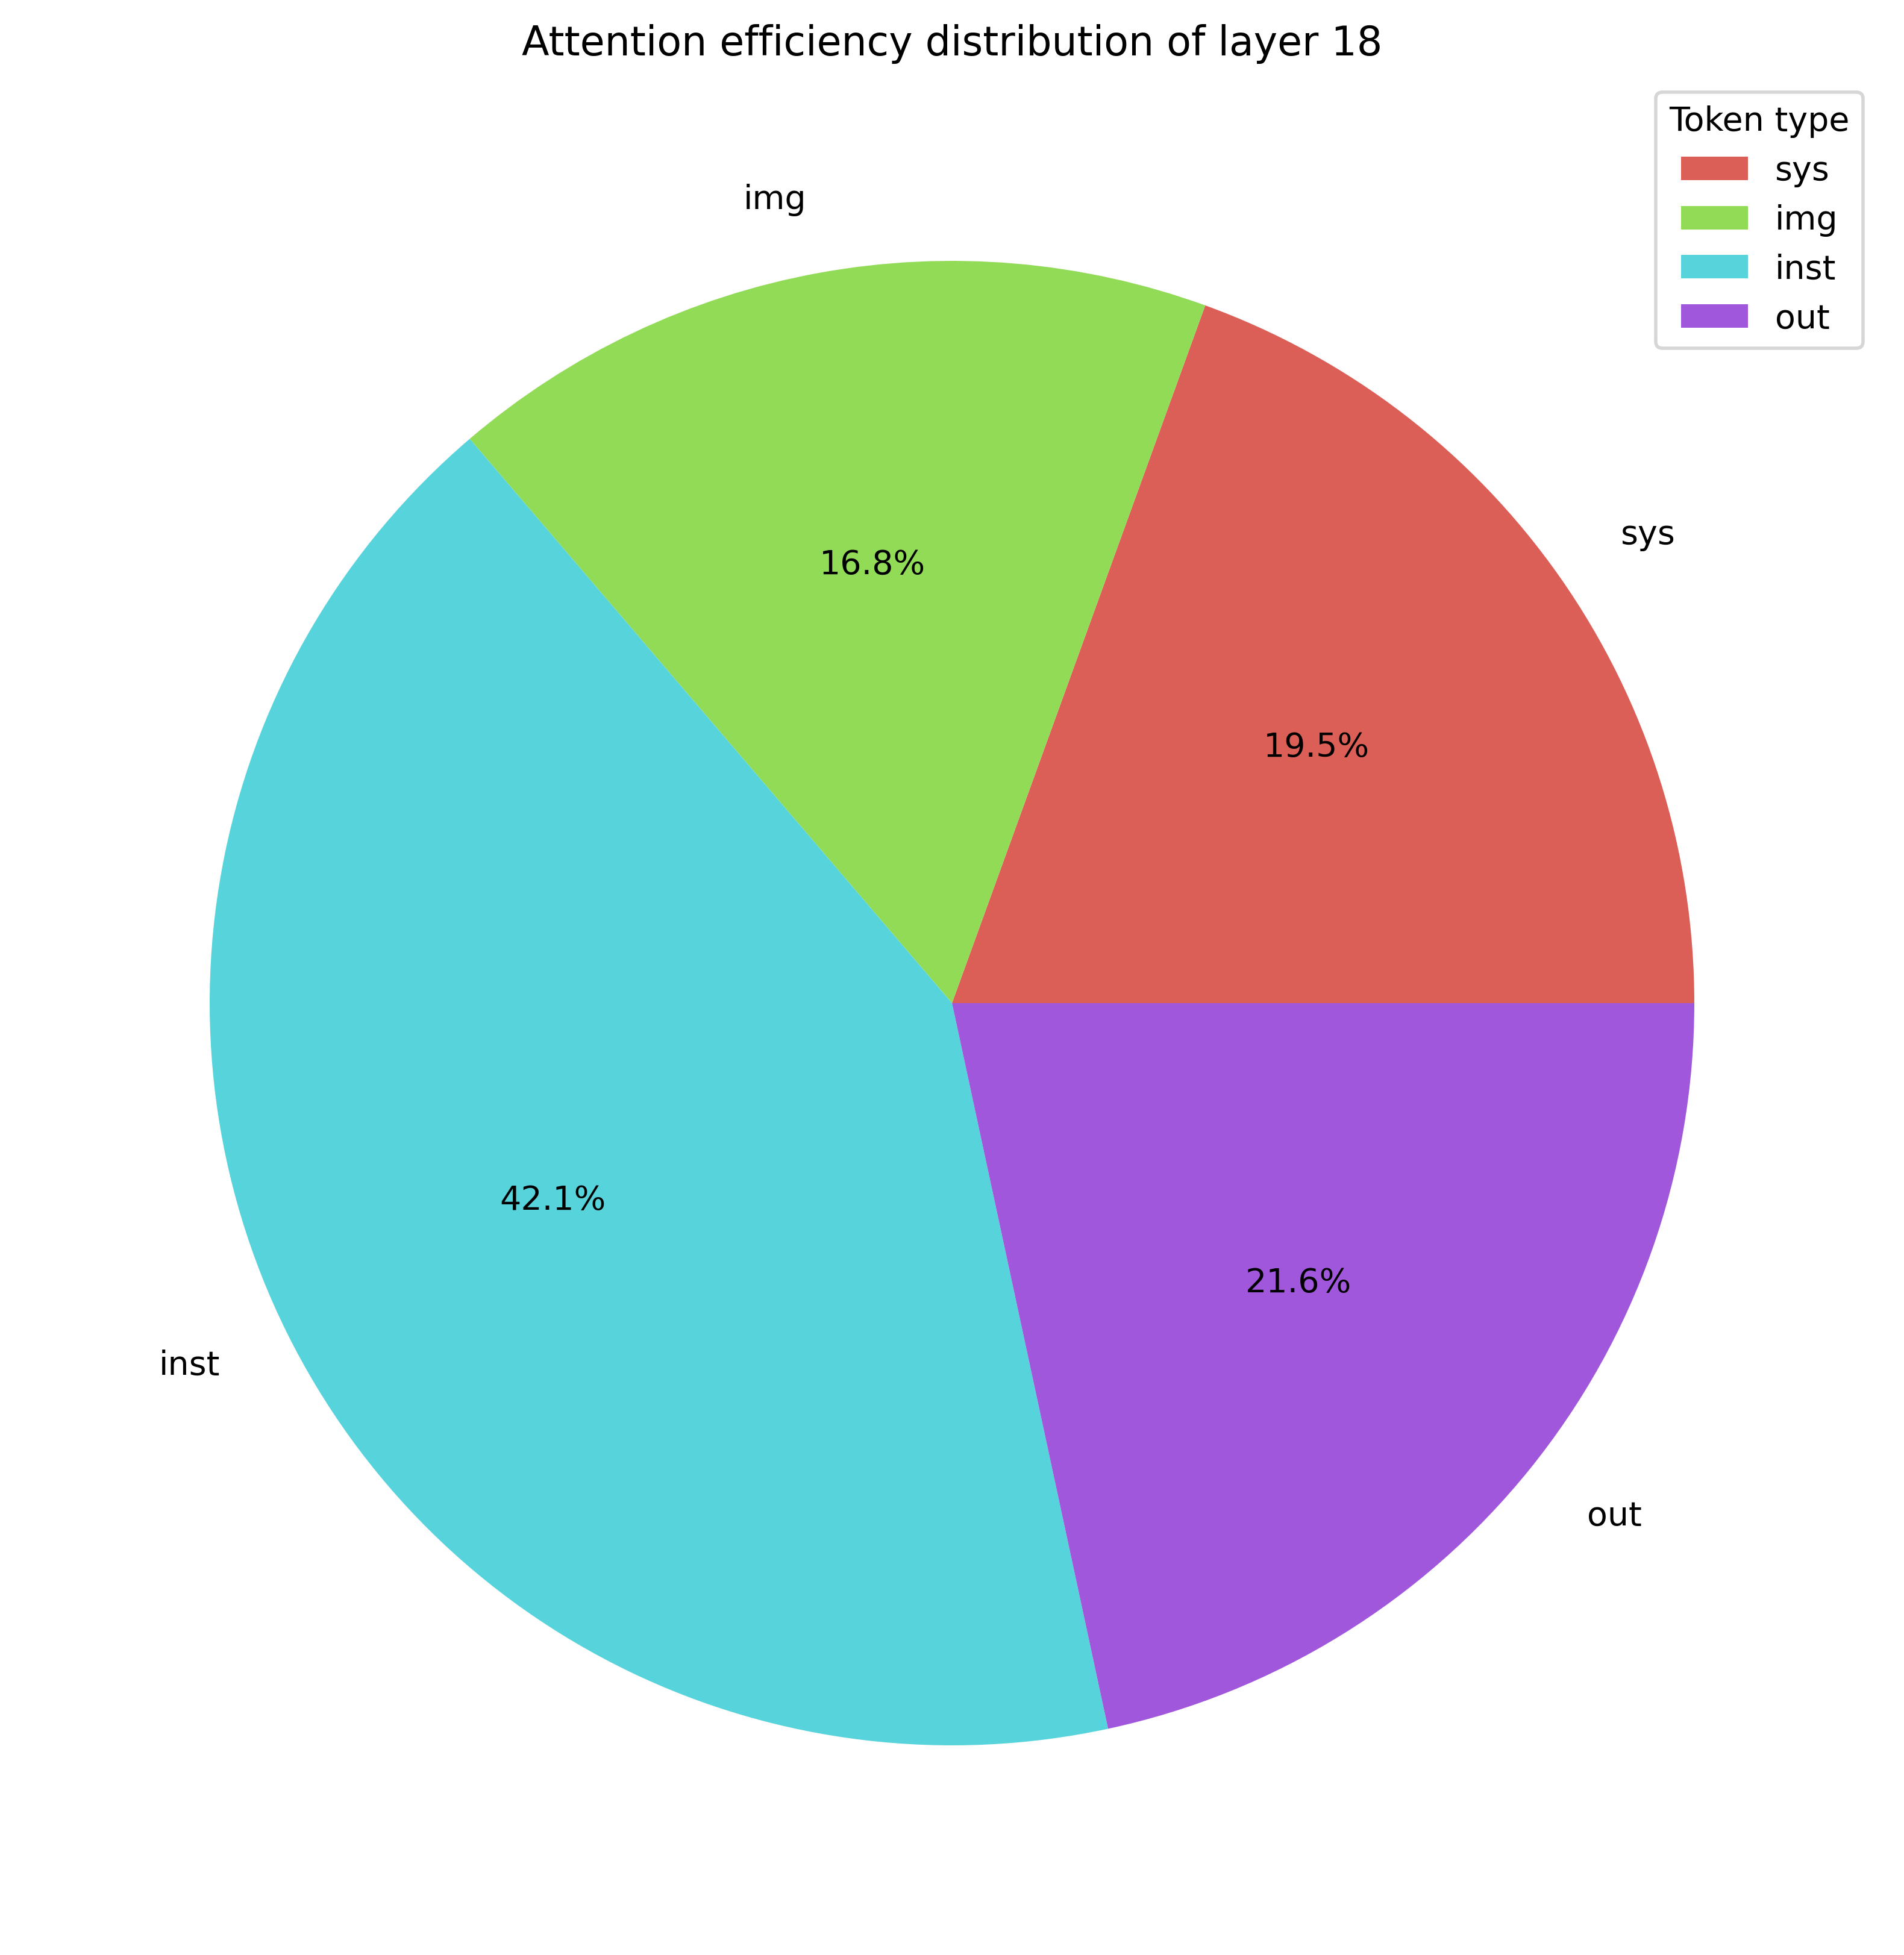 Attention efficiency distribution of layer 18
Token type
sys
img
inst
out
img
sys
16.8%
19.5%
42.1%
21.6%
inst
out